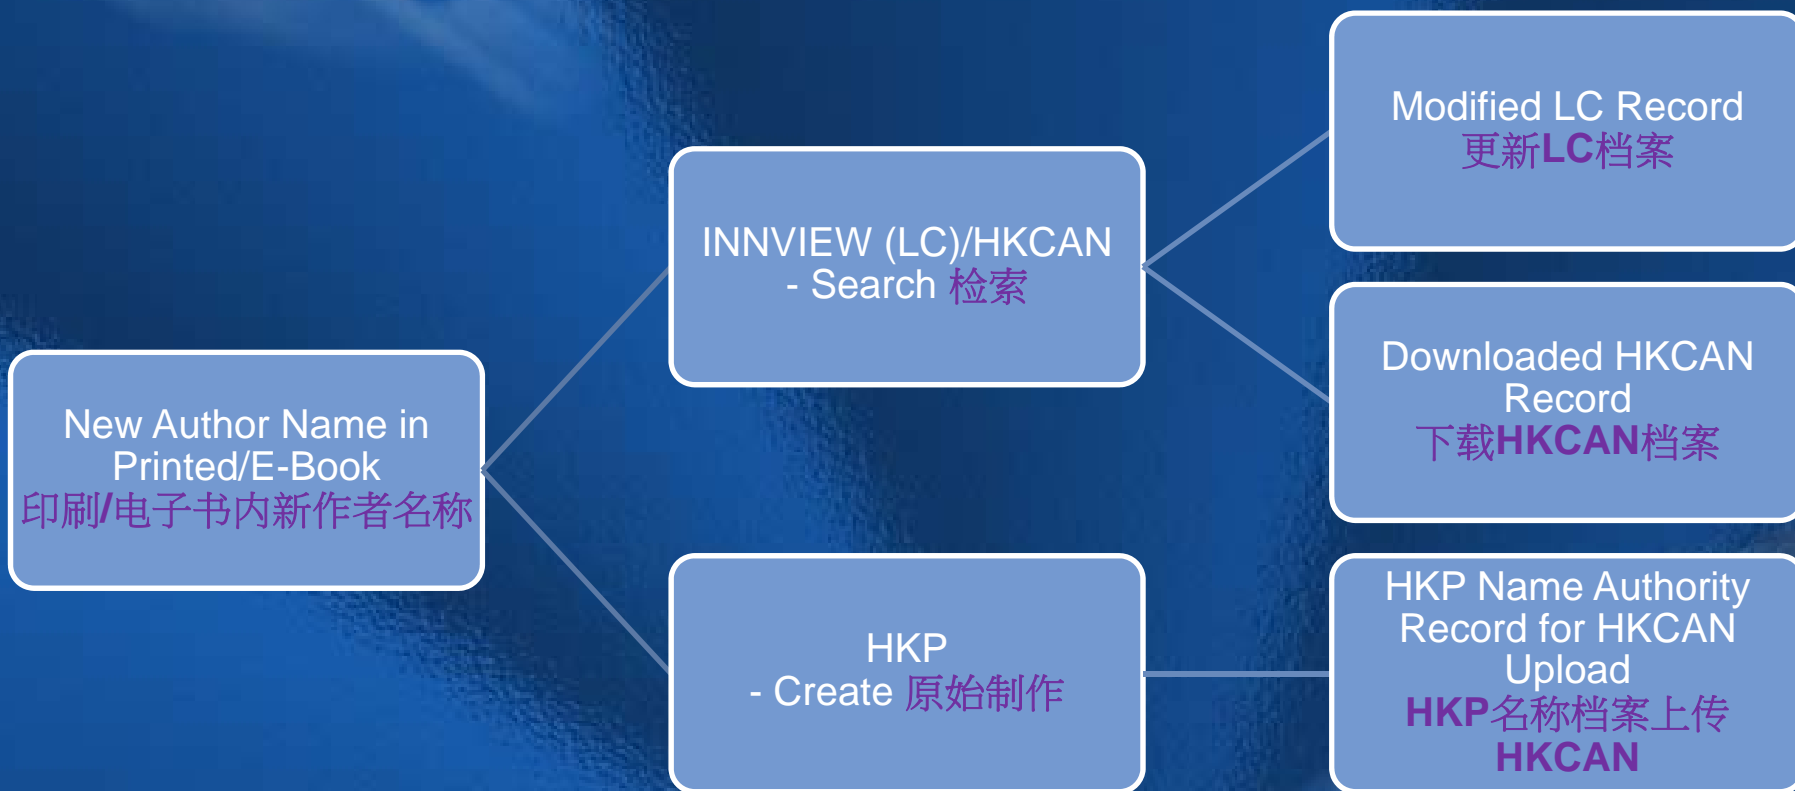 New Author Name in
Printed/E-Book
印刷/电子书内新作者名称
INNVIEW (LC)/HKCAN
- Search 检索
HKP
- Create 原始制作
Modified LC Record
更新LC档案
Downloaded HKCAN
Record
下载HKCAN档案
HKP Name Authority
Record for HKCAN
Upload
HKP名称档案上传
HKCAN